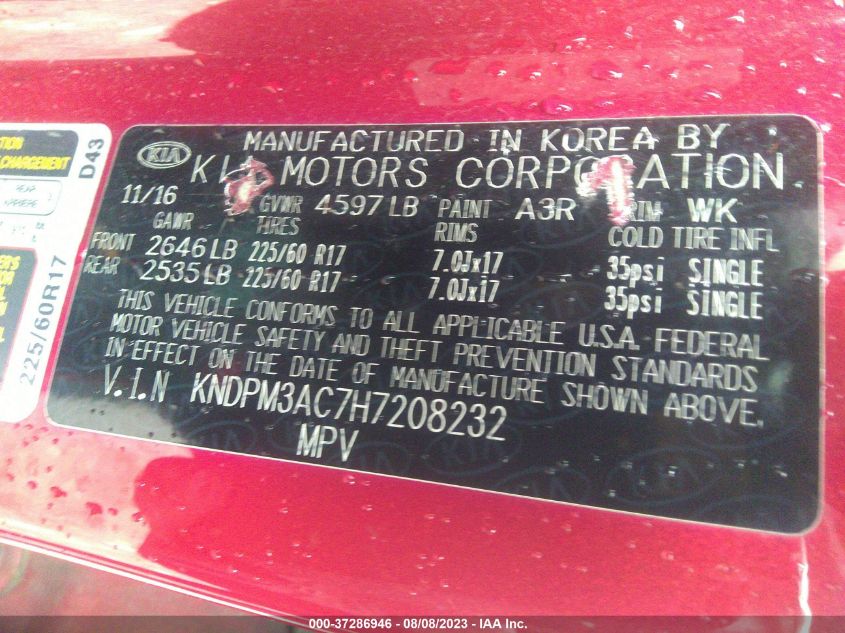 MANUFACTURED IN KOREA BY
KIA
KIA MOTORS CORPORATION
11/16 GVWR 4597 LB PAINT A3R TRIM WK
GAWR TIRES RIMS COLD TIRE INFL
FRONT 2646 LB 225/60 R17 7.0Jx17 35psi SINGLE
REAR 2535 LB 225/60 R17 7.0Jx17 35psi SINGLE
THIS VEHICLE CONFORMS TO ALL APPLICABLE U.S.A. FEDERAL
MOTOR VEHICLE SAFETY AND THEFT PREVENTION STANDARDS
IN EFFECT ON THE DATE OF MANUFACTURE SHOWN ABOVE.
V.I.N KNDPM3AC7H7208232
MPV
CHARGEMENT
D43
225/60R17
000-37286946 - 08/08/2023 - IAA Inc.